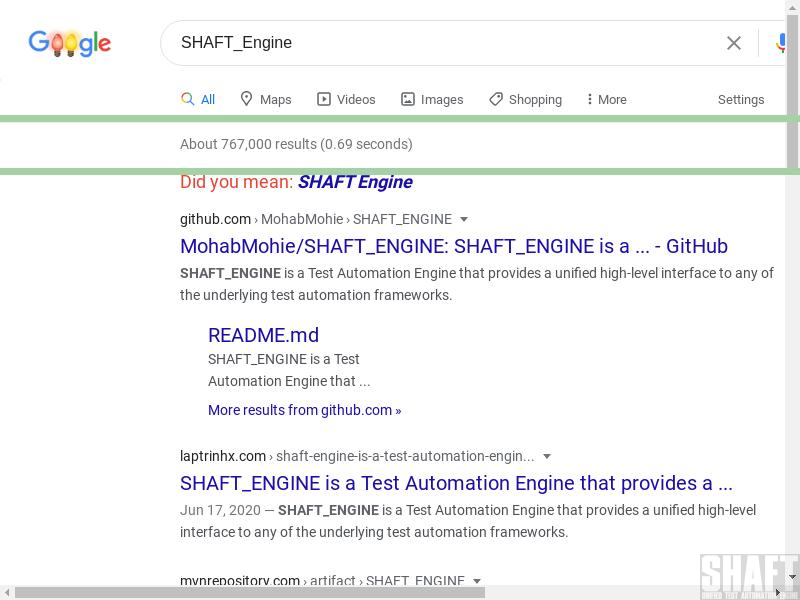 Google
SHAFT_Engine
All Maps Videos Images Shopping More Settings
About 767,000 results (0.69 seconds)
Did you mean: SHAFT Engine
github.com › MohabMohie › SHAFT_ENGINE
MohabMohie/SHAFT_ENGINE: SHAFT_ENGINE is a ... - GitHub
SHAFT_ENGINE is a Test Automation Engine that provides a unified high-level interface to any of
the underlying test automation frameworks.
README.md
SHAFT_ENGINE is a Test
Automation Engine that ...
More results from github.com »
laptrinhx.com › shaft-engine-is-a-test-automation-engin...
SHAFT_ENGINE is a Test Automation Engine that provides a ...
Jun 17, 2020 — SHAFT_ENGINE is a Test Automation Engine that provides a unified high-level
interface to any of the underlying test automation frameworks.
mvnrepository.com › artifact › SHAFT_ENGINE
SHAFT
UNIFIED TEST AUTOMATION ENGINE